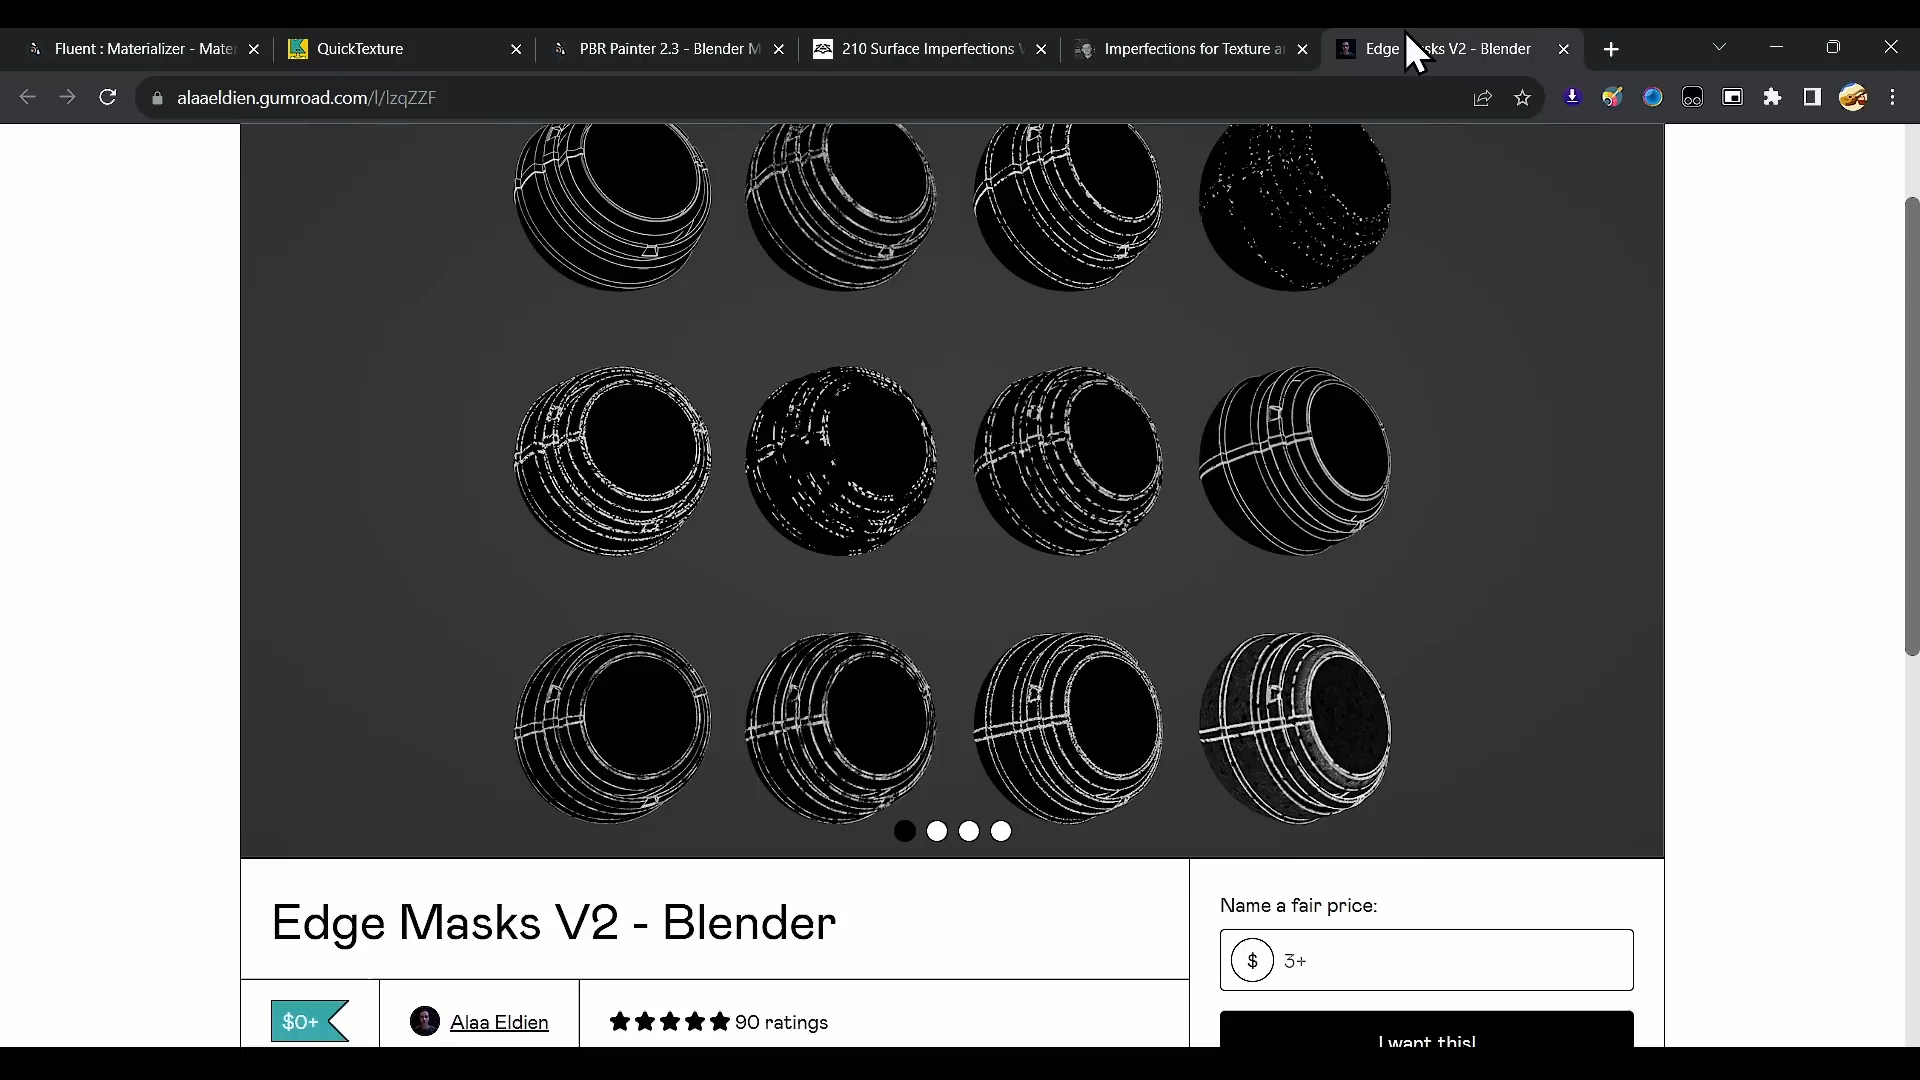 Fluent : Materializer - Mater
QuickTexture
PBR Painter 2.3 - Blender M
210 Surface Imperfections V
Imperfections for Texture a
Edge sks V2 - Blender
alaaeldien.gumroad.com/l/lzqZZF
Edge Masks V2 - Blender
Name a fair price:
$ 3+
$0+
Alaa Eldien
90 ratings
I want this!